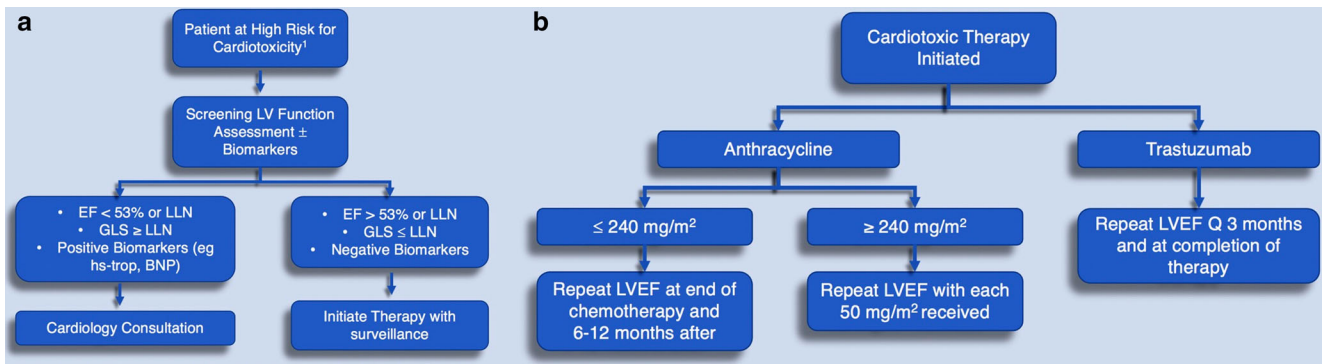 a
Patient at High Risk for
Cardiotoxicity¹
Screening LV Function
Assessment ±
Biomarkers
• EF < 53% or LLN
• GLS ≥ LLN
• Positive Biomarkers (eg
hs-trop, BNP)
• EF > 53% or LLN
• GLS ≤ LLN
• Negative Biomarkers
Cardiology Consultation
Initiate Therapy with
surveillance
b
Cardiotoxic Therapy
Initiated
Anthracycline
Trastuzumab
≤ 240 mg/m²
≥ 240 mg/m²
Repeat LVEF Q 3 months
and at completion of
therapy
Repeat LVEF at end of
chemotherapy and
6-12 months after
Repeat LVEF with each
50 mg/m² received